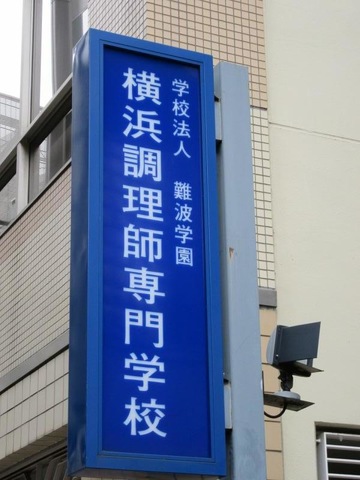 学校法人 難波学園
横浜調理師専門学校